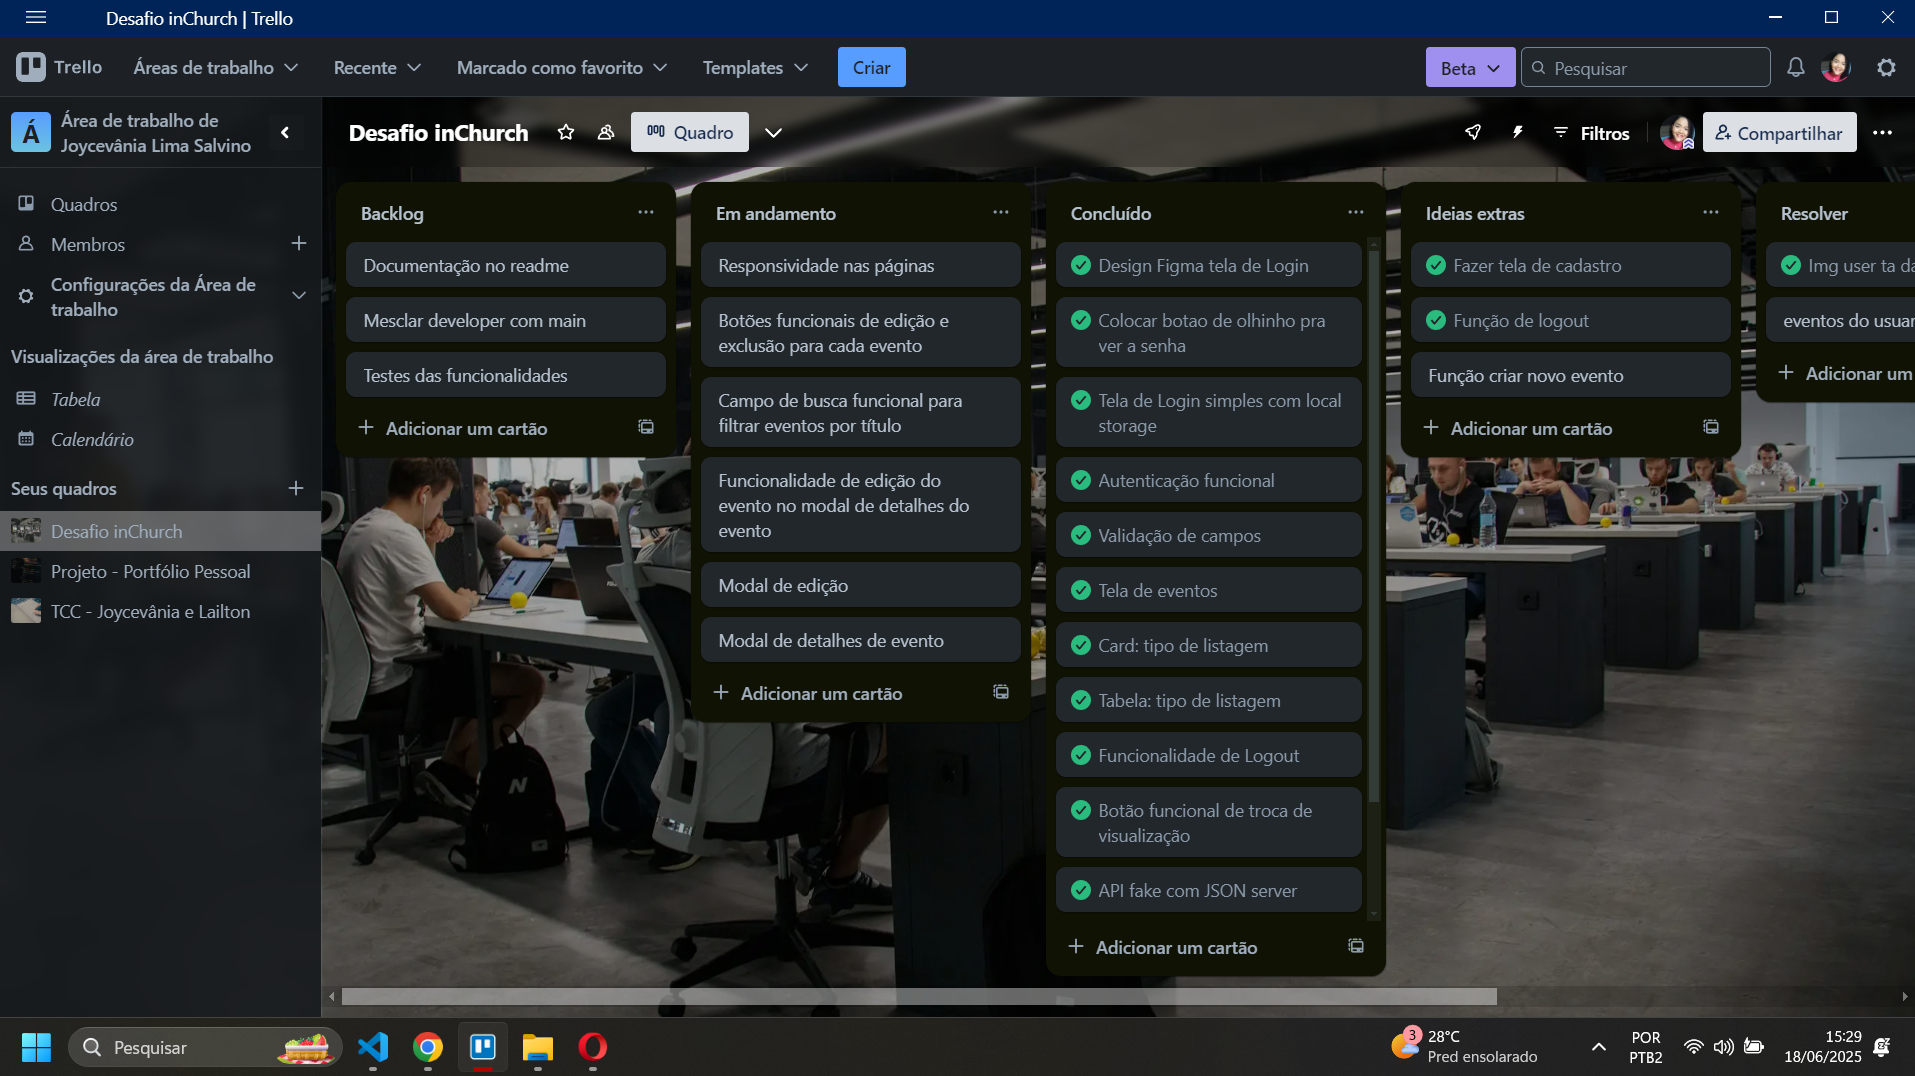 Desafio inChurch | Trello
Trello
Áreas de trabalho
Recente
Marcado como favorito
Templates
Criar
Beta
Pesquisar
Á
Área de trabalho de
Joycevânia Lima Salvino
Quadros
Membros
Configurações da Área de
trabalho
Visualizações da área de trabalho
Tabela
Calendário
Seus quadros
Desafio inChurch
Projeto - Portfólio Pessoal
TCC - Joycevânia e Lailton
Desafio inChurch
Quadro
Filtros
Compartilhar
Backlog
Documentação no readme
Mesclar developer com main
Testes das funcionalidades
Adicionar um cartão
Em andamento
Responsividade nas páginas
Botões funcionais de edição e
exclusão para cada evento
Campo de busca funcional para
filtrar eventos por título
Funcionalidade de edição do
evento no modal de detalhes do
evento
Modal de edição
Modal de detalhes de evento
Adicionar um cartão
Concluído
Design Figma tela de Login
Colocar botao de olhinho pra
ver a senha
Tela de Login simples com local
storage
Autenticação funcional
Validação de campos
Tela de eventos
Card: tipo de listagem
Tabela: tipo de listagem
Funcionalidade de Logout
Botão funcional de troca de
visualização
API fake com JSON server
Adicionar um cartão
Ideias extras
Fazer tela de cadastro
Função de logout
Função criar novo evento
Adicionar um cartão
Resolver
Img user ta da
eventos do usuar
Adicionar um
N
Pesquisar
3
28°C
Pred ensolarado
POR
PTB2
15:29
18/06/2025